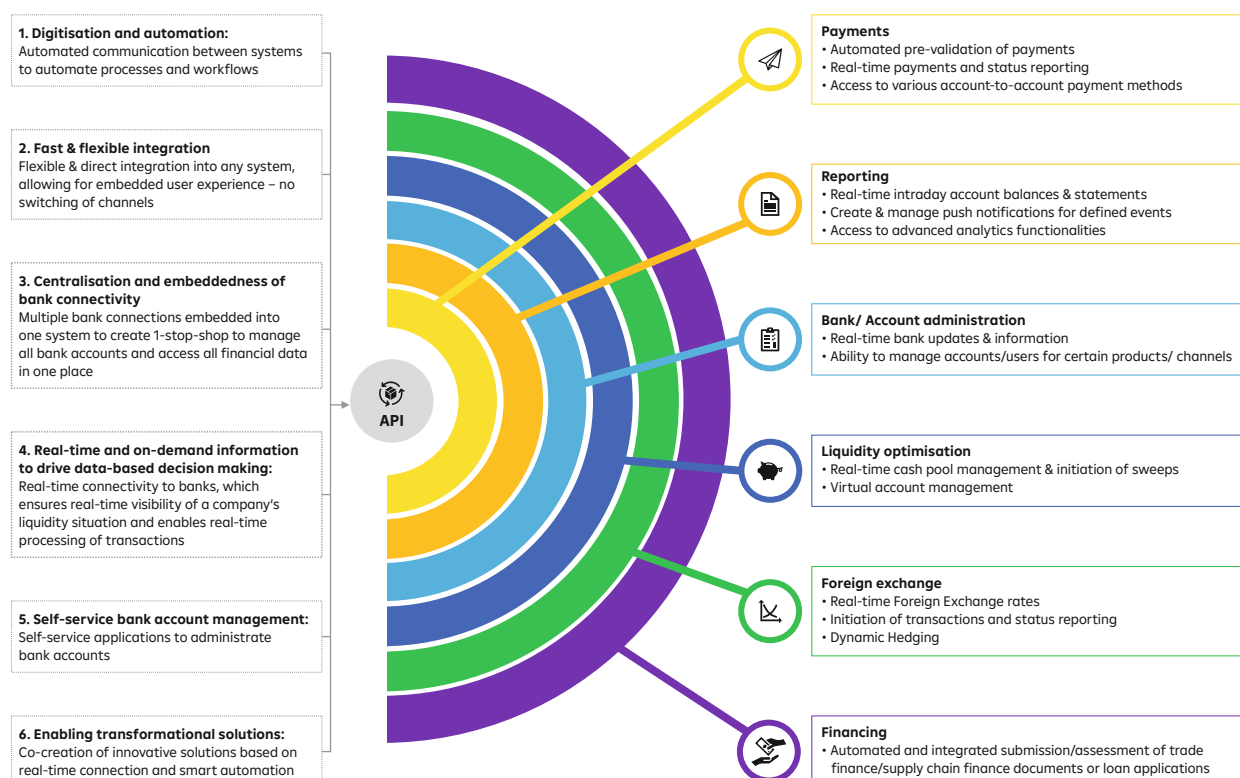 1. Digitisation and automation:
Automated communication between systems
to automate processes and workflows
2. Fast & flexible integration
Flexible & direct integration into any system,
allowing for embedded user experience – no
switching of channels
3. Centralisation and embeddedness of
bank connectivity
Multiple bank connections embedded into
one system to create 1-stop-shop to manage
all bank accounts and access all financial data
in one place
4. Real-time and on-demand information
to drive data-based decision making:
Real-time connectivity to banks, which
ensures real-time visibility of a company’s
liquidity situation and enables real-time
processing of transactions
5. Self-service bank account management:
Self-service applications to administrate
bank accounts
6. Enabling transformational solutions:
Co-creation of innovative solutions based on
real-time connection and smart automation
API
Payments
• Automated pre-validation of payments
• Real-time payments and status reporting
• Access to various account-to-account payment methods
Reporting
• Real-time intraday account balances & statements
• Create & manage push notifications for defined events
• Access to advanced analytics functionalities
Bank/ Account administration
• Real-time bank updates & information
• Ability to manage accounts/users for certain products/ channels
Liquidity optimisation
• Real-time cash pool management & initiation of sweeps
• Virtual account management
Foreign exchange
• Real-time Foreign Exchange rates
• Initiation of transactions and status reporting
• Dynamic Hedging
Financing
• Automated and integrated submission/assessment of trade
finance/supply chain finance documents or loan applications